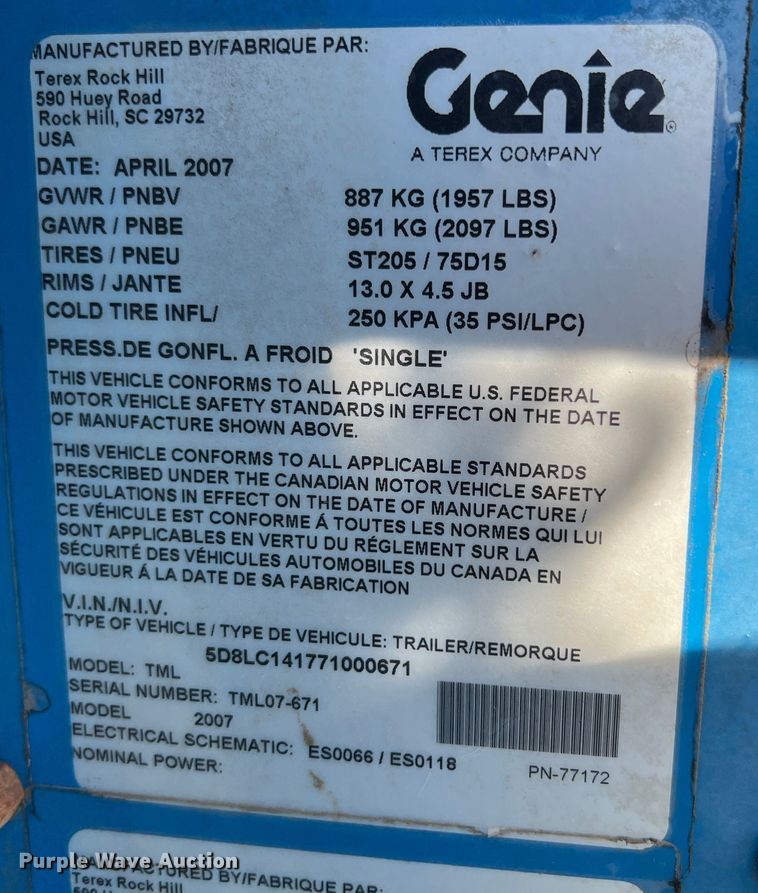 MANUFACTURED BY/FABRIQUE PAR:
Terex Rock Hill
590 Huey Road
Rock Hill, SC 29732
USA
Genie
A TEREX COMPANY
DATE: APRIL 2007
GVWR / PNBV 887 KG (1957 LBS)
GAWR / PNBE 951 KG (2097 LBS)
TIRES / PNEU ST205 / 75D15
RIMS / JANTE 13.0 X 4.5 JB
COLD TIRE INFL/ 250 KPA (35 PSI/LPC)
PRESS.DE GONFL. A FROID 'SINGLE'
THIS VEHICLE CONFORMS TO ALL APPLICABLE U.S. FEDERAL
MOTOR VEHICLE SAFETY STANDARDS IN EFFECT ON THE DATE
OF MANUFACTURE SHOWN ABOVE.
THIS VEHICLE CONFORMS TO ALL APPLICABLE STANDARDS
PRESCRIBED UNDER THE CANADIAN MOTOR VEHICLE SAFETY
REGULATIONS IN EFFECT ON THE DATE OF MANUFACTURE /
CE VÉHICULE EST CONFORME Á TOUTES LES NORMES QUI LUI
SONT APPLICABLES EN VERTU DU RÉGLEMENT SUR LA
SÉCURITÉ DES VÉHICULES AUTOMOBILES DU CANADA EN
VIGUEUR Á LA DATE DE SA FABRICATION
V.I.N./N.I.V.
TYPE OF VEHICLE / TYPE DE VEHICULE: TRAILER/REMORQUE
5D8LC141771000671
MODEL: TML
SERIAL NUMBER: TML07-671
MODEL 2007
ELECTRICAL SCHEMATIC: ES0066 / ES0118
NOMINAL POWER:
PN-77172
Purple Wave Auction
MANUFACTURED BY/FABRIQUE PAR:
Terex Rock Hill